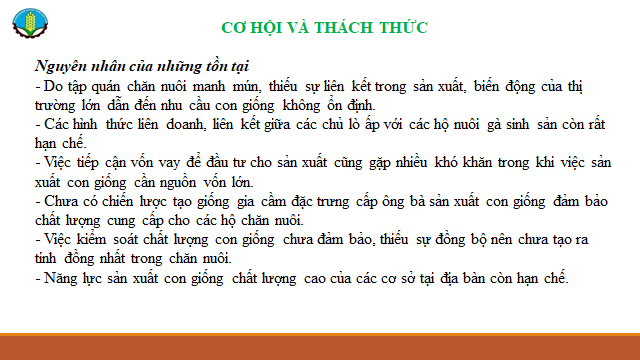 CƠ HỘI VÀ THÁCH THỨC
Nguyên nhân của những tồn tại
- Do tập quán chăn nuôi manh mún, thiếu sự liên kết trong sản xuất, biến động của thị
trường lớn dẫn đến nhu cầu con giống không ổn định.
- Các hình thức liên doanh, liên kết giữa các chủ lò ấp với các hộ nuôi gà sinh sản còn rất
hạn chế.
- Việc tiếp cận vốn vay để đầu tư cho sản xuất cũng gặp nhiều khó khăn trong khi việc sản
xuất con giống cần nguồn vốn lớn.
- Chưa có chiến lược tạo giống gia cầm đặc trưng cấp ông bà sản xuất con giống đảm bảo
chất lượng cung cấp cho các hộ chăn nuôi.
- Việc kiểm soát chất lượng con giống chưa đảm bảo, thiếu sự đồng bộ nên chưa tạo ra
tính đồng nhất trong chăn nuôi.
- Năng lực sản xuất con giống chất lượng cao của các cơ sở tại địa bàn còn hạn chế.